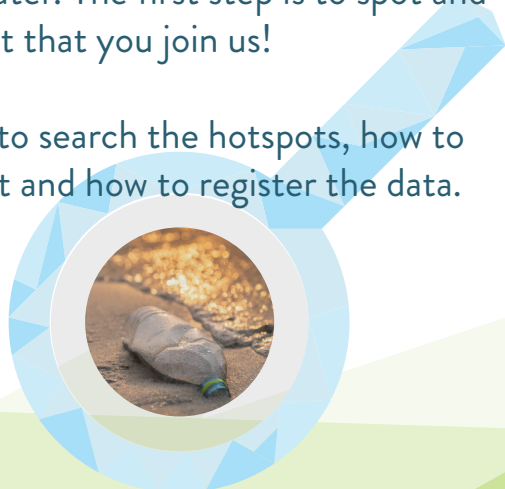 The first step is to spot and
t that you join us!
to search the hotspots, how to
t and how to register the data.